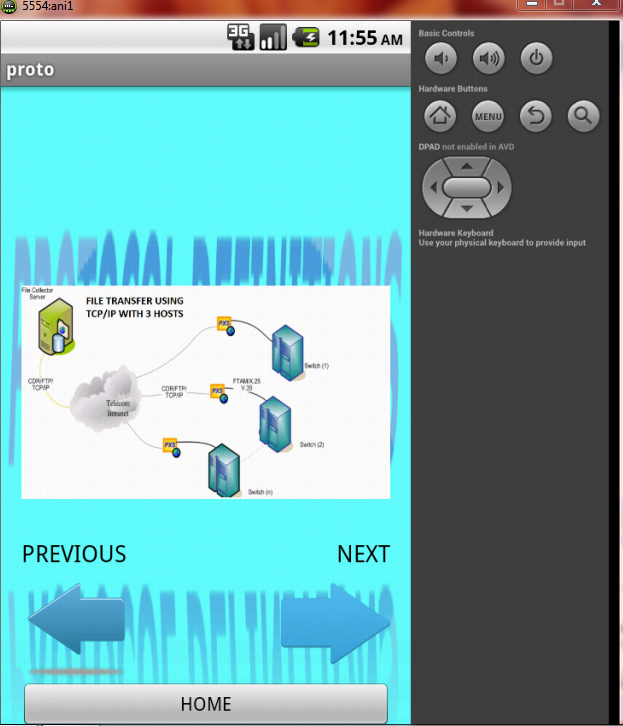 5554:ani1
3G 11:55 AM
Basic Controls
Hardware Buttons
MENU
DPAD not enabled in AVD
Hardware Keyboard
Use your physical keyboard to provide input
proto
PROTOCOL DEFINITIONS
File Collector
Server
FILE TRANSFER USING
TCP/IP WITH 3 HOSTS
PXS
Switch (1)
CDR/FTP/
TCP/IP
Telecom
Intranet
CDR/FTP/
TCP/IP
PXS
FTAM/X.25
V.35
Switch (2)
PXS
Switch (n)
PREVIOUS
NEXT
HOME